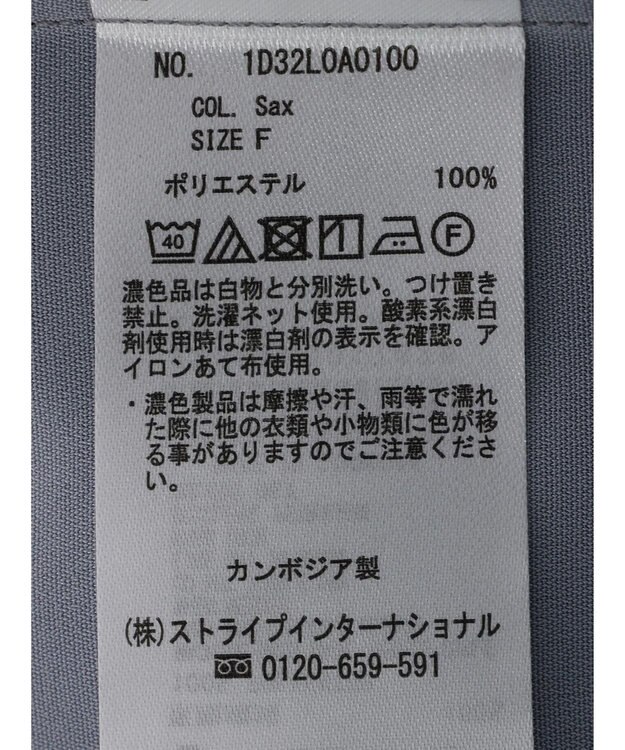 NO. 1D32L0A0100
COL. Sax
SIZE F
ポリエステル 100%
40 F
濃色品は白物と分別洗い。つけ置き
禁止。洗濯ネット使用。酸素系漂白
剤使用時は漂白剤の表示を確認。ア
イロンあて布使用。
・濃色製品は摩擦や汗、雨等で濡れ
た際に他の衣類や小物類に色が移
る事がありますのでご注意くださ
い。
カンボジア製
(株)ストライプインターナショナル
0120-659-591